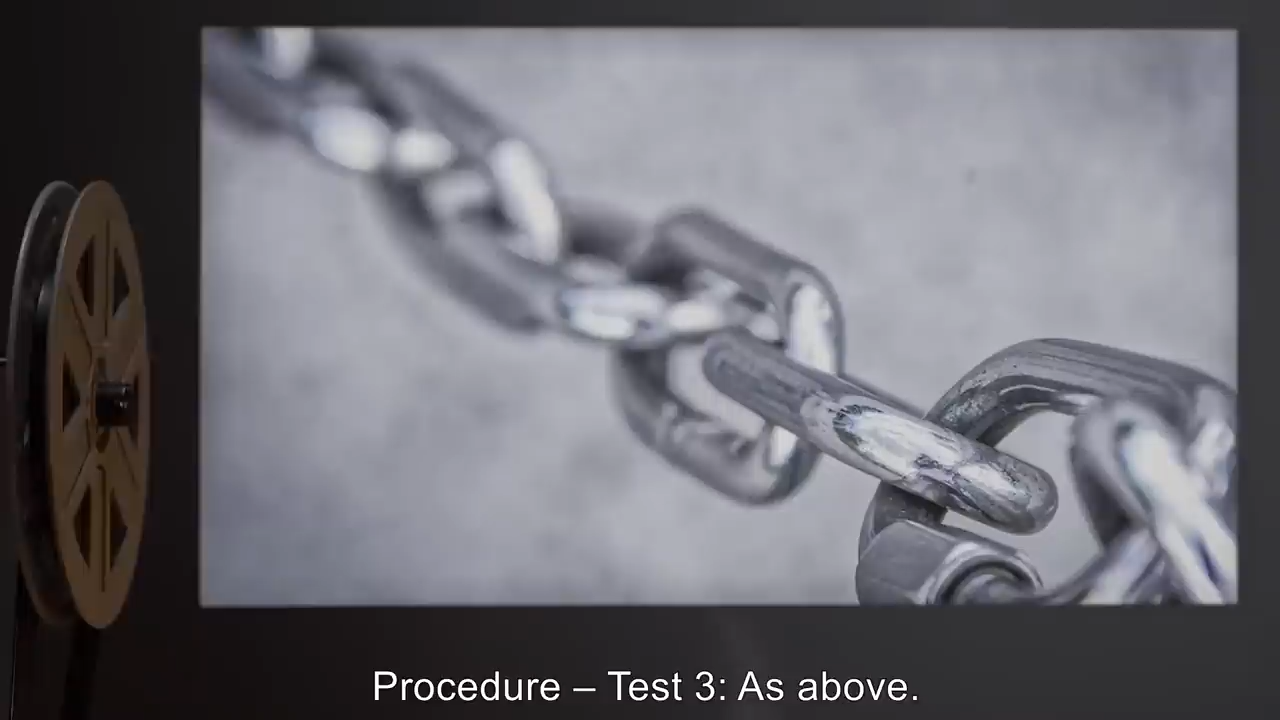 Procedure – Test 3: As above.